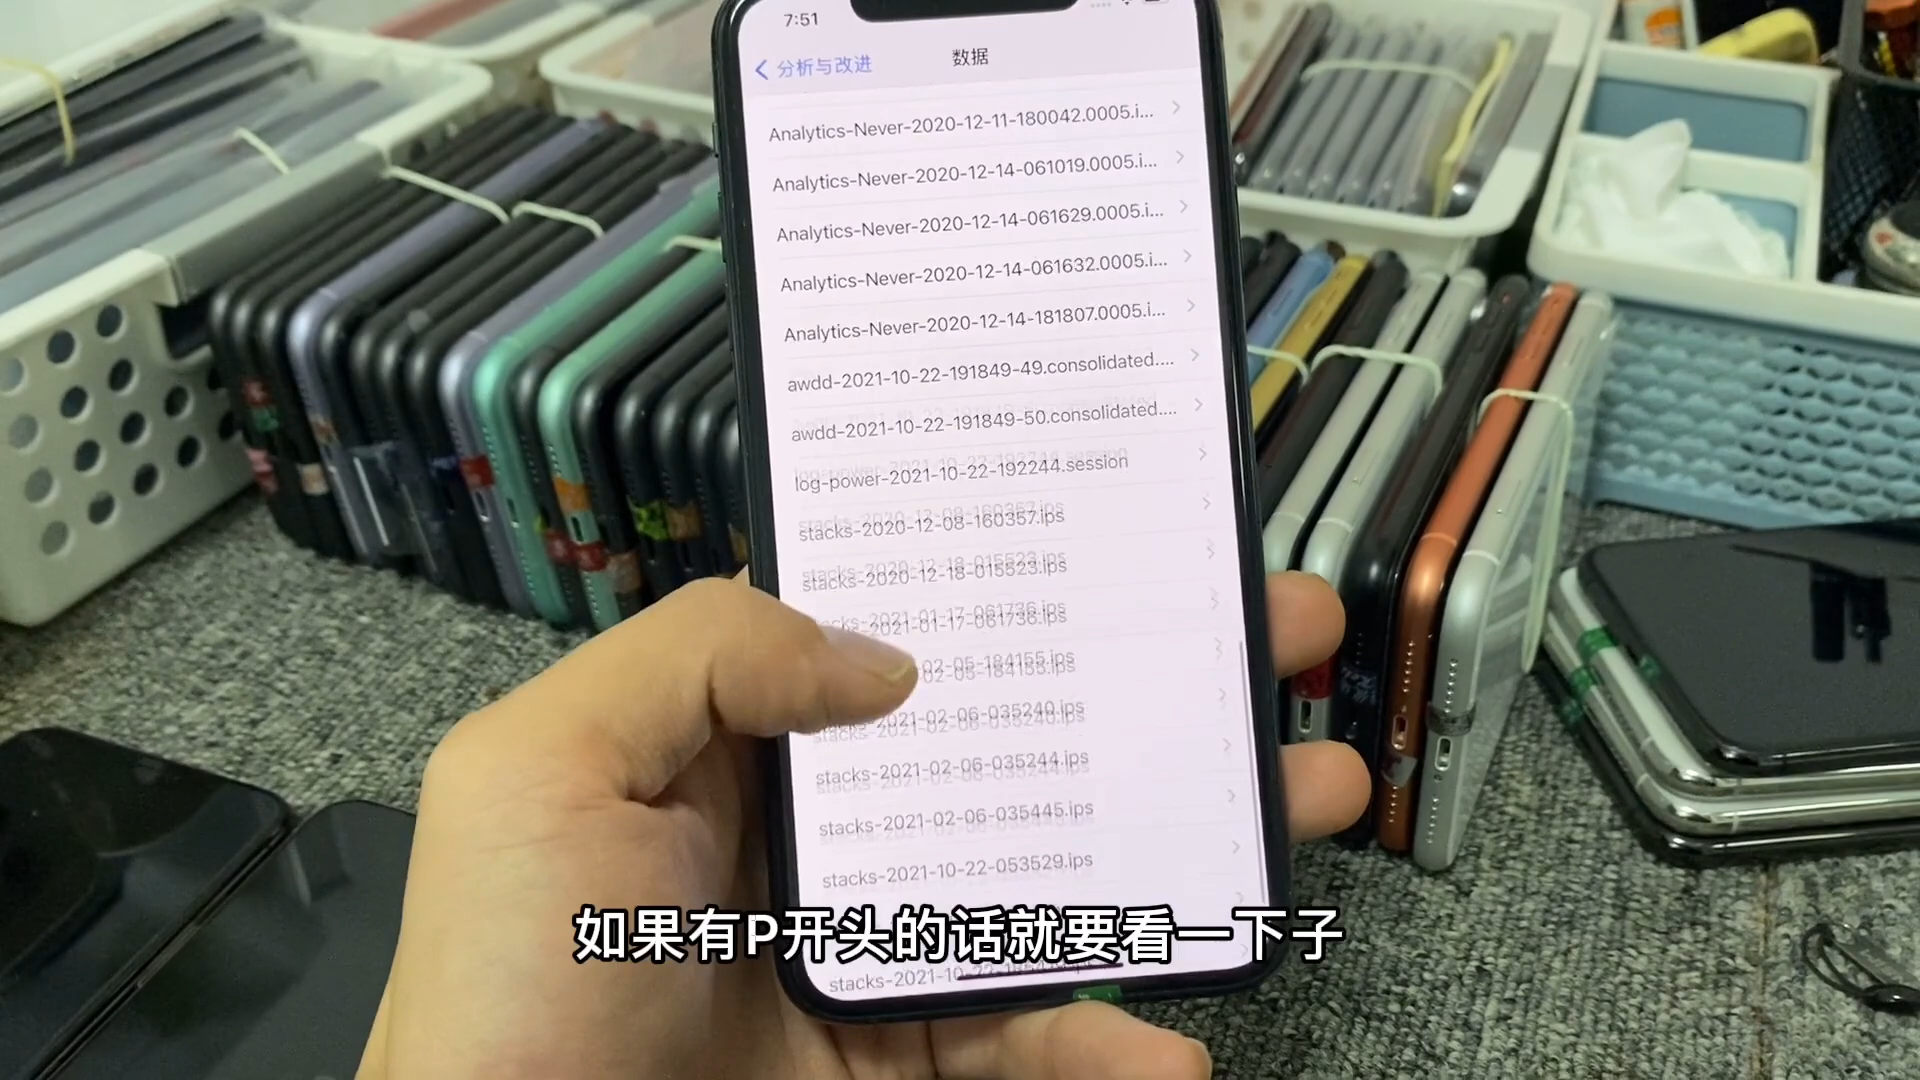 7:51
分析与改进
数据
Analytics-Never-2020-12-11-180042.0005.i...
Analytics-Never-2020-12-14-061019.0005.i...
Analytics-Never-2020-12-14-061629.0005.i...
Analytics-Never-2020-12-14-061632.0005.i...
Analytics-Never-2020-12-14-181807.0005.i...
awdd-2021-10-22-191849-49.consolidated....
awdd-2021-10-22-191849-50.consolidated....
log-power-2021-10-22-192244.session
stacks-2020-12-08-160357.ips
stacks-2020-12-18-015523.ips
stacks-2021-01-17-061736.ips
02-05-184155.ips
stacks-2021-02-06-035240.ips
stacks-2021-02-06-035244.ips
stacks-2021-02-06-035445.ips
stacks-2021-10-22-053529.ips
如果有P开头的话就要看一下子
stacks-2021-10-22